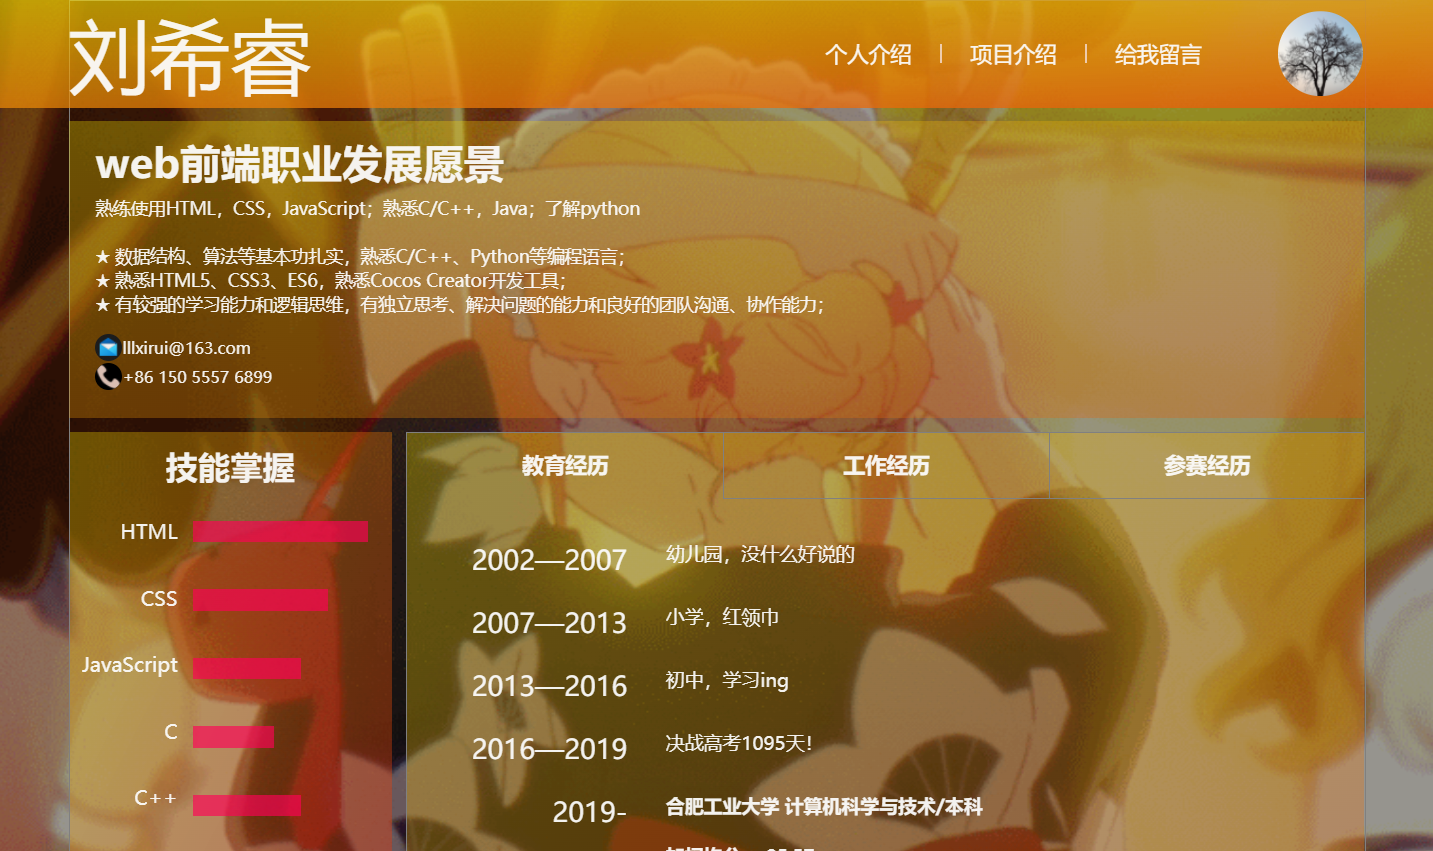 刘希睿
个人介绍 | 项目介绍 | 给我留言
web前端职业发展愿景
熟练使用HTML，CSS，JavaScript；熟悉C/C++，Java；了解python
★ 数据结构、算法等基本功扎实，熟悉C/C++、Python等编程语言；
★ 熟悉HTML5、CSS3、ES6，熟悉Cocos Creator开发工具；
★ 有较强的学习能力和逻辑思维，有独立思考、解决问题的能力和良好的团队沟通、协作能力；
lllxirui@163.com
+86 150 5557 6899
技能掌握
HTML
CSS
JavaScript
C
C++
教育经历 工作经历 参赛经历
2002—2007 幼儿园，没什么好说的
2007—2013 小学，红领巾
2013—2016 初中，学习ing
2016—2019 决战高考1095天！
2019- 合肥工业大学 计算机科学与技术/本科